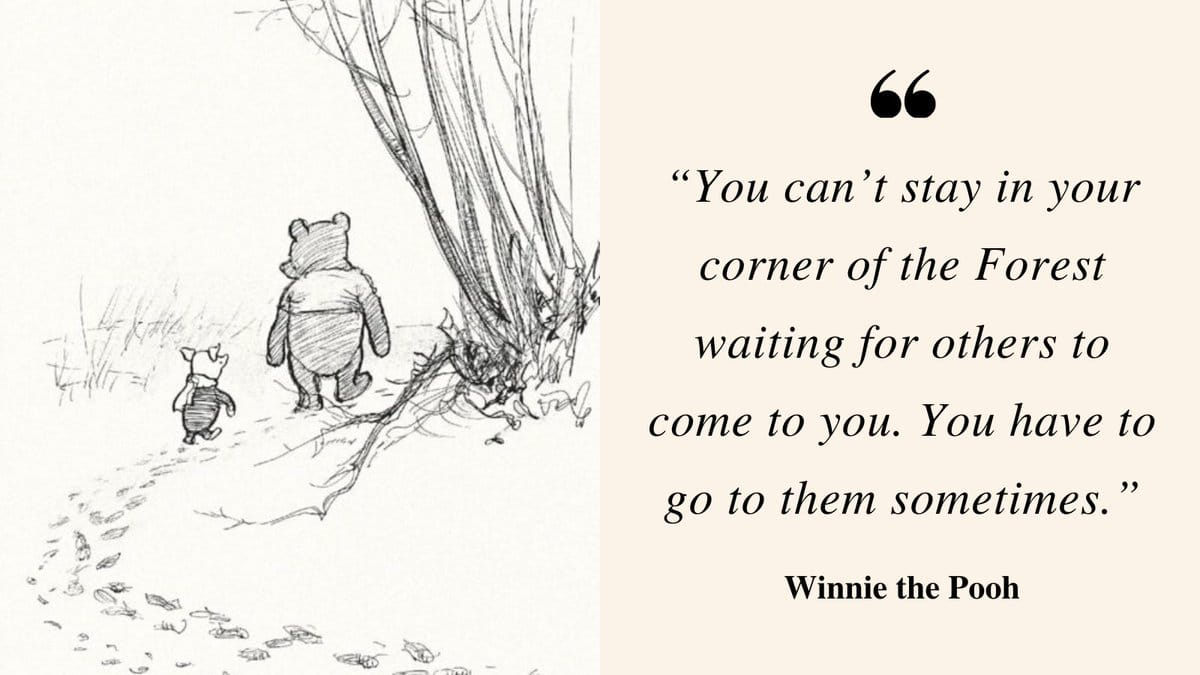 “
“You can’t stay in your
corner of the Forest
waiting for others to
come to you. You have to
go to them sometimes.”
Winnie the Pooh